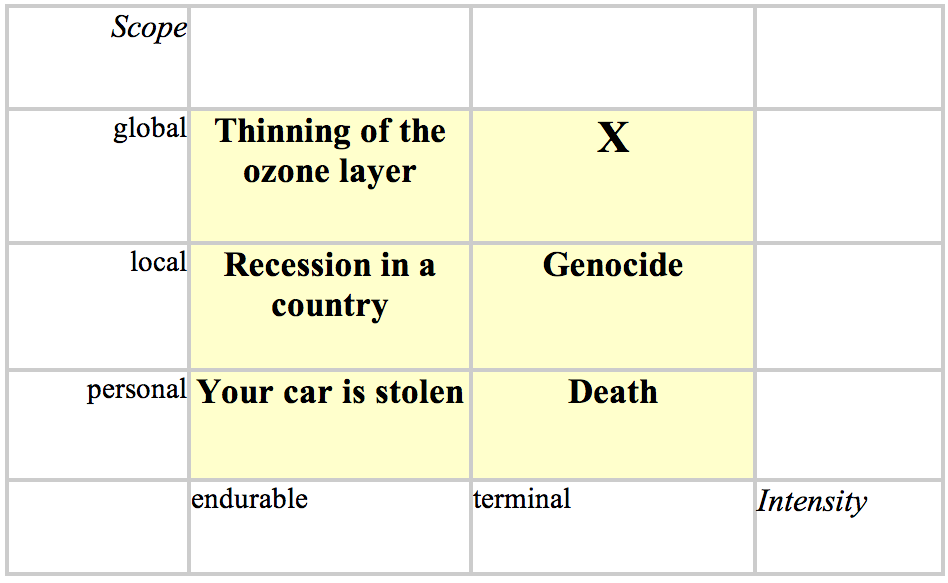 Scope
global
Thinning of the
ozone layer
X
local
Recession in a
country
Genocide
personal
Your car is stolen
Death
endurable
terminal
Intensity